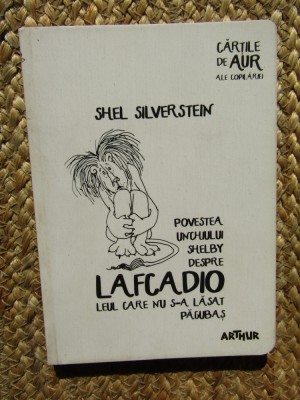 CĂRȚILE
DE AUR
ALE COPILĂRIEI
SHEL SILVERSTEIN
POVESTEA
UNCHIULUI
SHELBY
DESPRE
LAFCADIO
LEUL CARE NU S-A LĂSAT
PĂGUBAȘ
ARTHUR